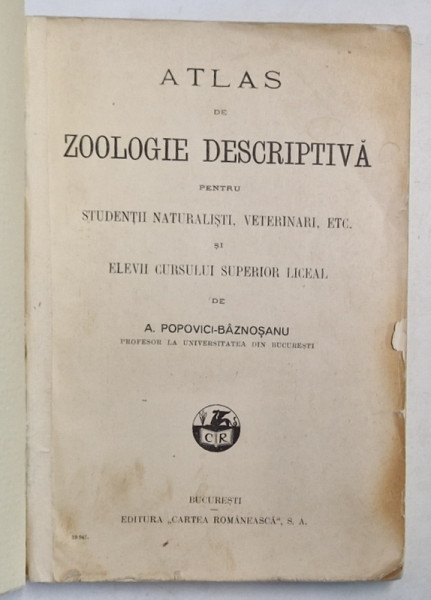 ATLAS
DE
ZOOLOGIE DESCRIPTIVĂ
PENTRU
STUDENȚII NATURALIȘTI, VETERINARI, ETC.
ȘI
ELEVII CURSULUI SUPERIOR LICEAL
DE
A. POPOVICI-BÂZNOȘANU
PROFESOR LA UNIVERSITATEA DIN BUCUREȘTI
C R
BUCUREȘTI
EDITURA „CARTEA ROMÂNEASCĂ“, S. A.